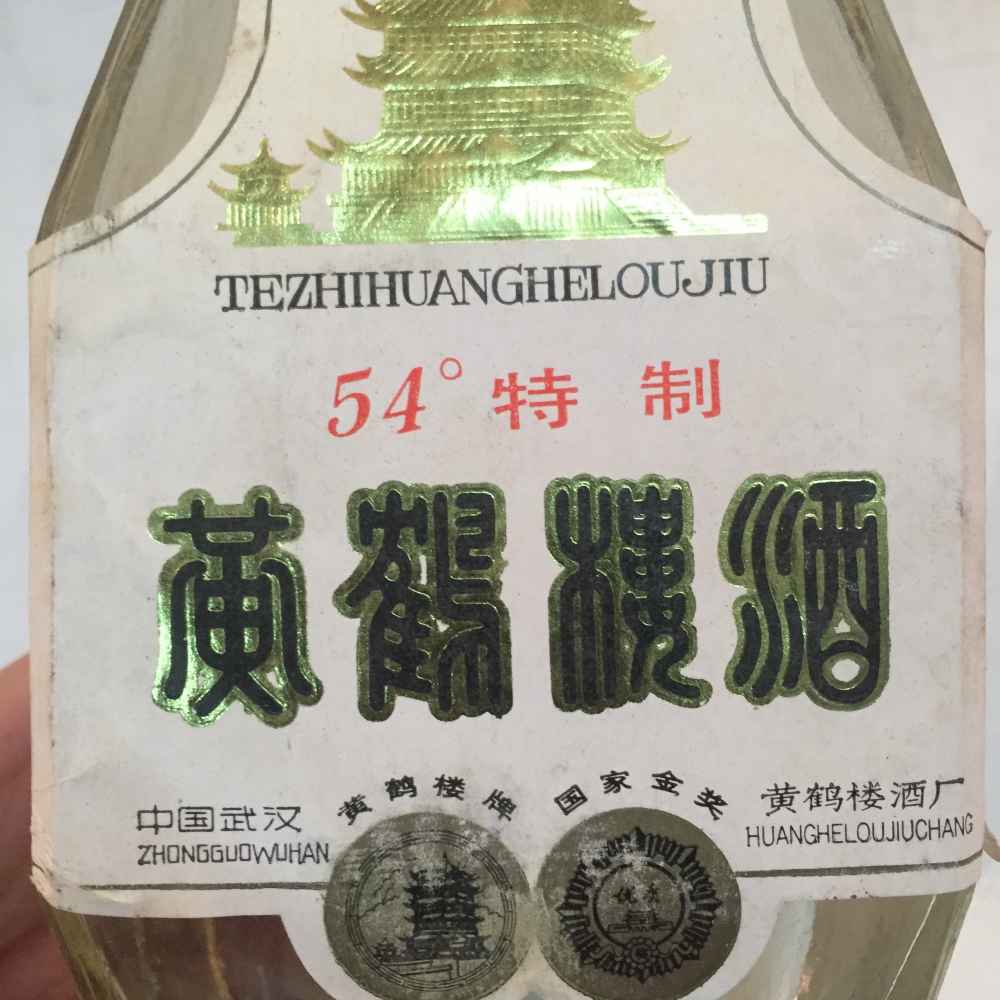 TEZHIHUANGHELOUJIU
54°特制
黄鹤楼酒
黄鹤楼牌 国家金奖
中国武汉 黄鹤楼酒厂
ZHONGGUOWUHAN HUANGHELOUJIUCHANG